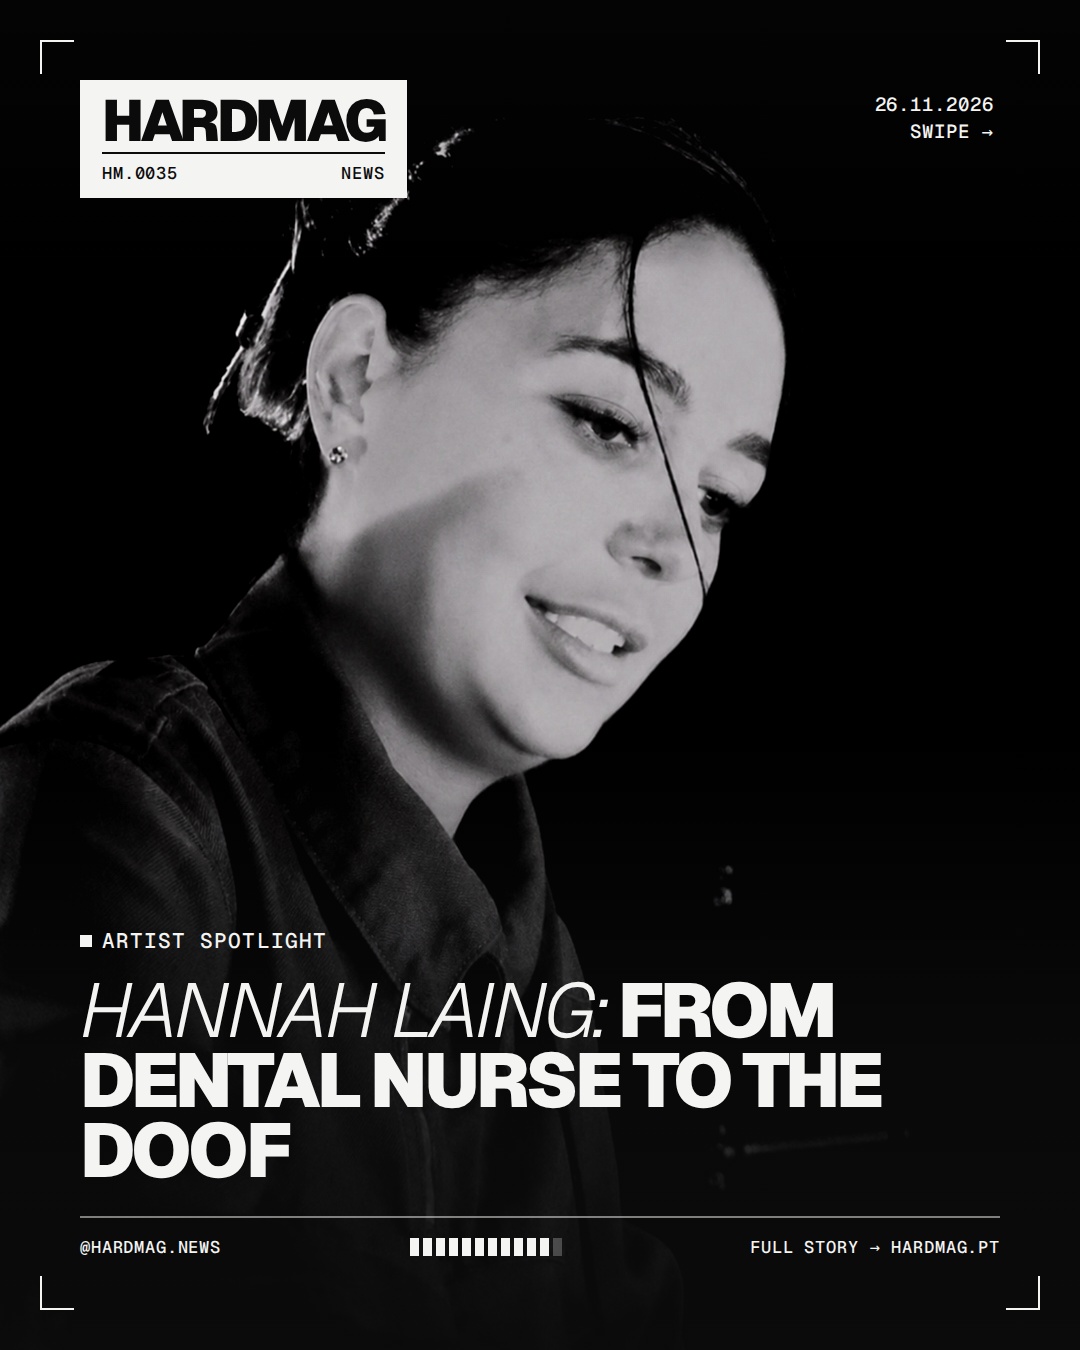 HARDMAG
HM.0035 NEWS
26.11.2026
SWIPE →
ARTIST SPOTLIGHT
HANNAH LAING: FROM
DENTAL NURSE TO THE
DOOF
@HARDMAG.NEWS
FULL STORY → HARDMAG.PT